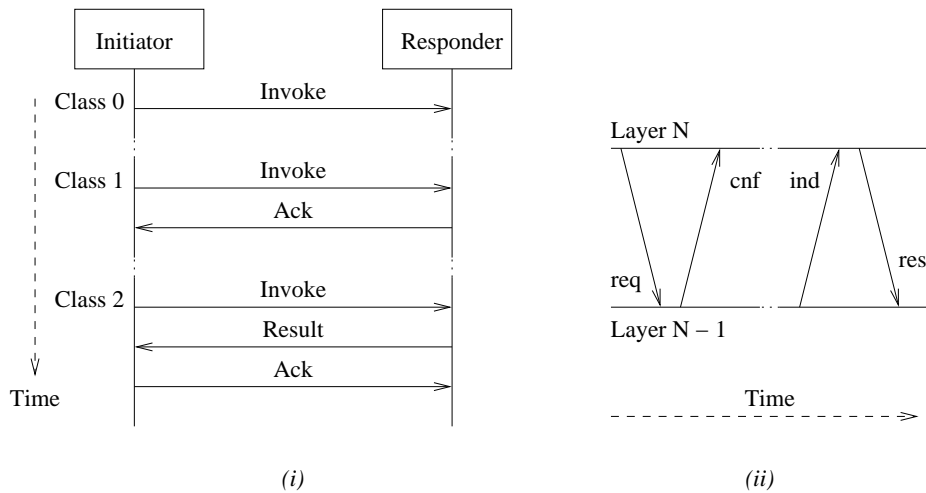 Initiator
Responder
Class 0
Invoke
Class 1
Invoke
Ack
Class 2
Invoke
Result
Ack
Time
(i)
Layer N
cnf
ind
req
res
Layer N – 1
Time
(ii)